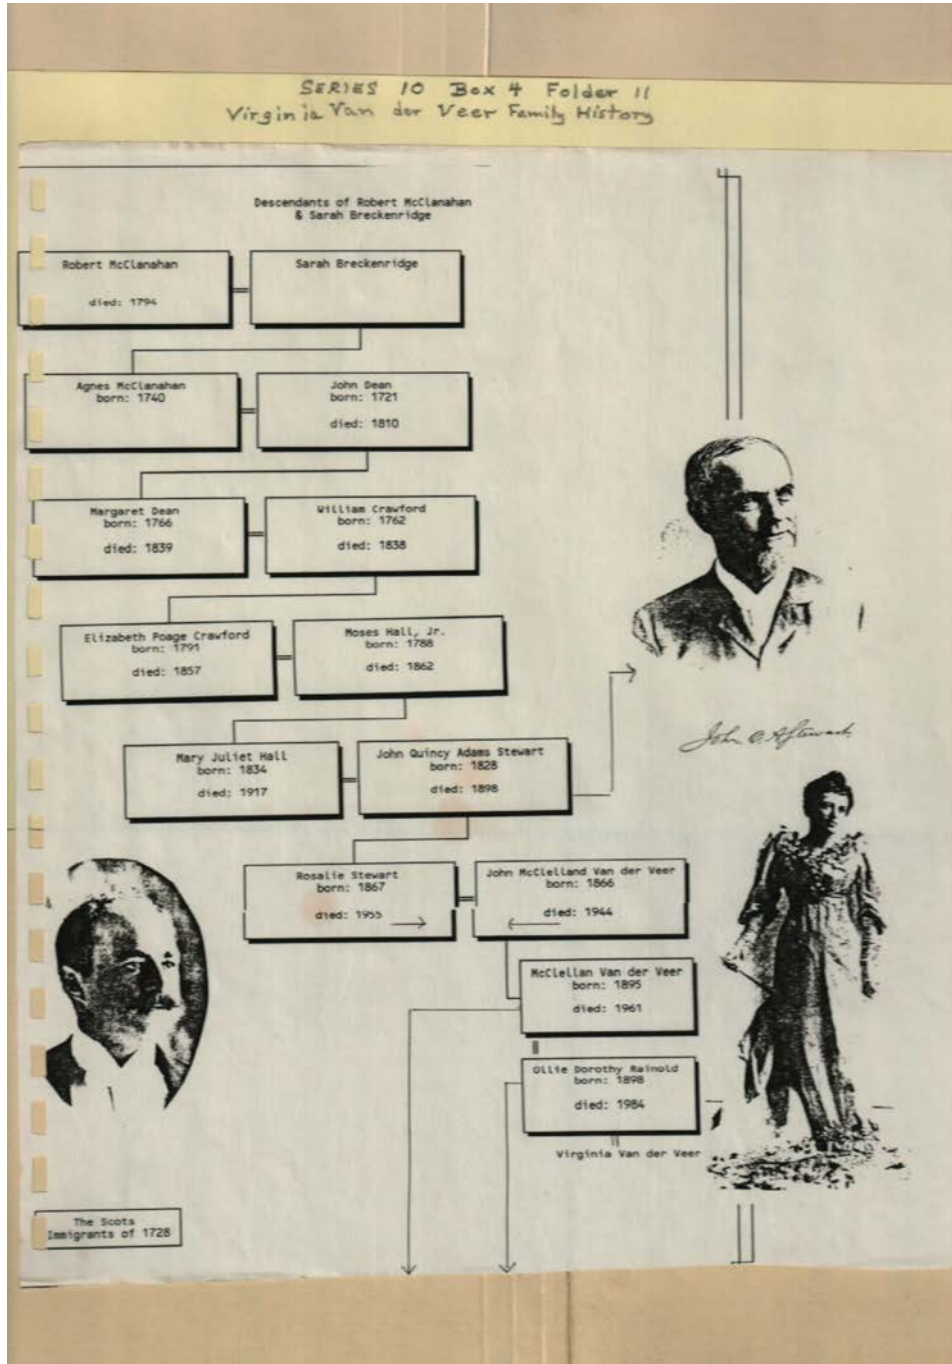 SERIES 10 Box 4 Folder 11
Virginia Van der Veer Family History
Descendants of Robert McClanahan
& Sarah Breckenridge
Robert McClanahan
died: 1794
Sarah Breckenridge
Agnes McClanahan
born: 1740
John Dean
born: 1721
died: 1810
Margaret Dean
born: 1766
died: 1839
William Crawford
born: 1762
died: 1838
Elizabeth Poage Crawford
born: 1791
died: 1857
Moses Hall, Jr.
born: 1788
died: 1862
Mary Juliet Hall
born: 1834
died: 1917
John Quincy Adams Stewart
born: 1828
died: 1898
John Q. A. Stewart
Rosalie Stewart
born: 1867
died: 1955
John McClelland Van der Veer
born: 1866
died: 1944
McClellan Van der Veer
born: 1895
died: 1961
Ollie Dorothy Rainold
born: 1898
died: 1984
Virginia Van der Veer
The Scots
Immigrants of 1728